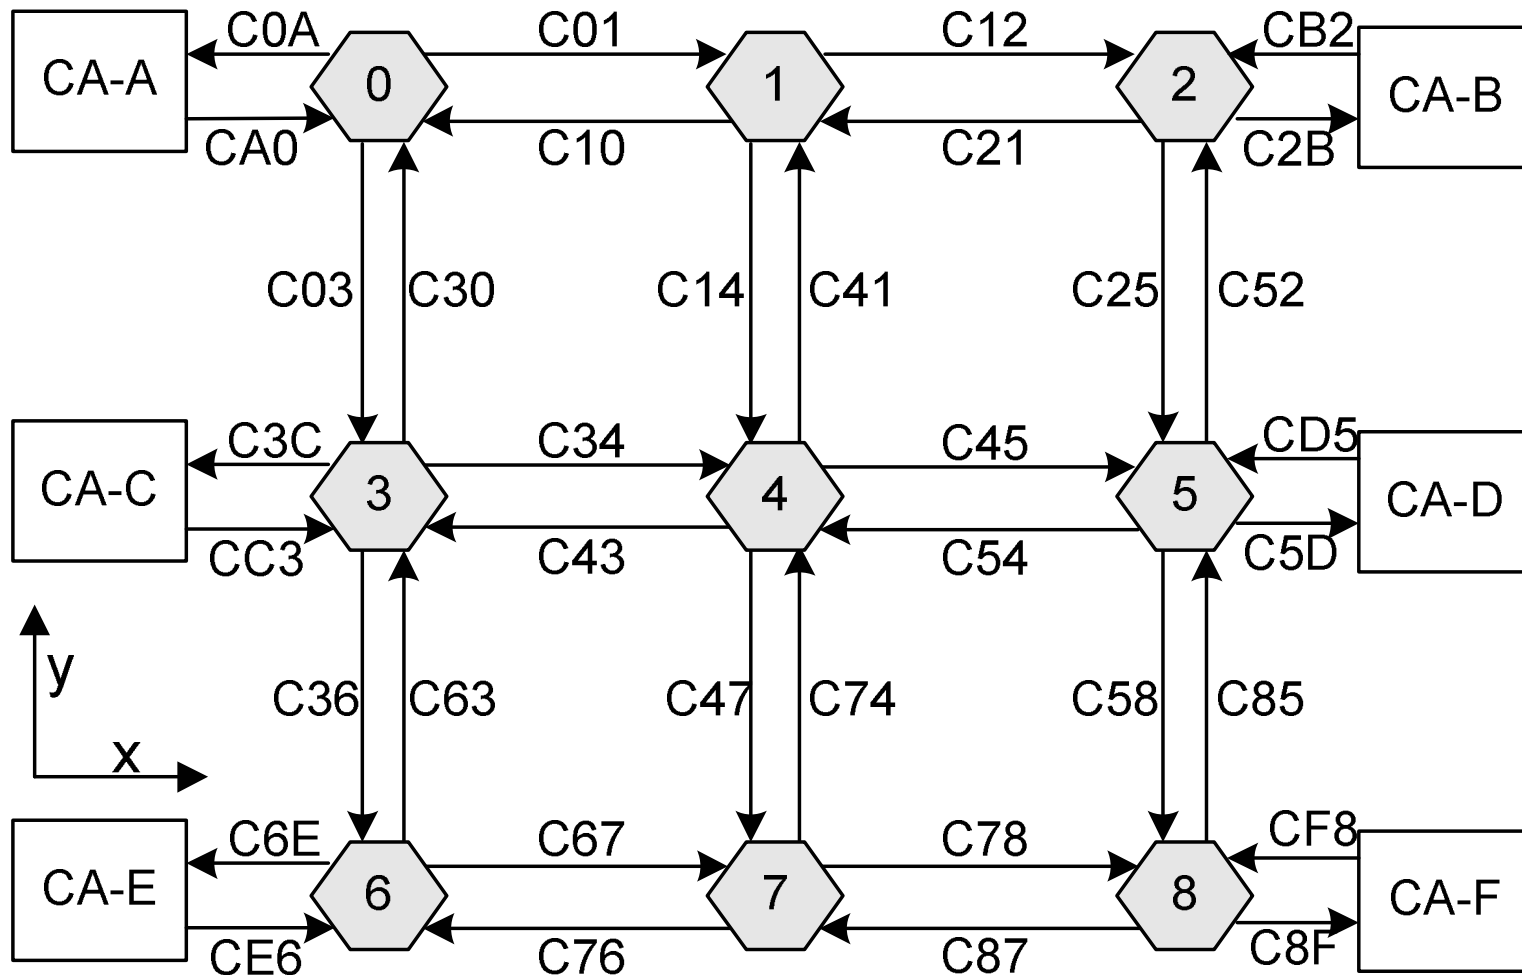 C0A C01 C12 CB2
CA-A 0 1 2 CA-B
CA0 C10 C21 C2B
C03 C30 C14 C41 C25 C52
C3C C34 C45 CD5
CA-C 3 4 5 CA-D
CC3 C43 C54 C5D
y
C36 C63 C47 C74 C58 C85
x
C6E C67 C78 CF8
CA-E 6 7 8 CA-F
CE6 C76 C87 C8F